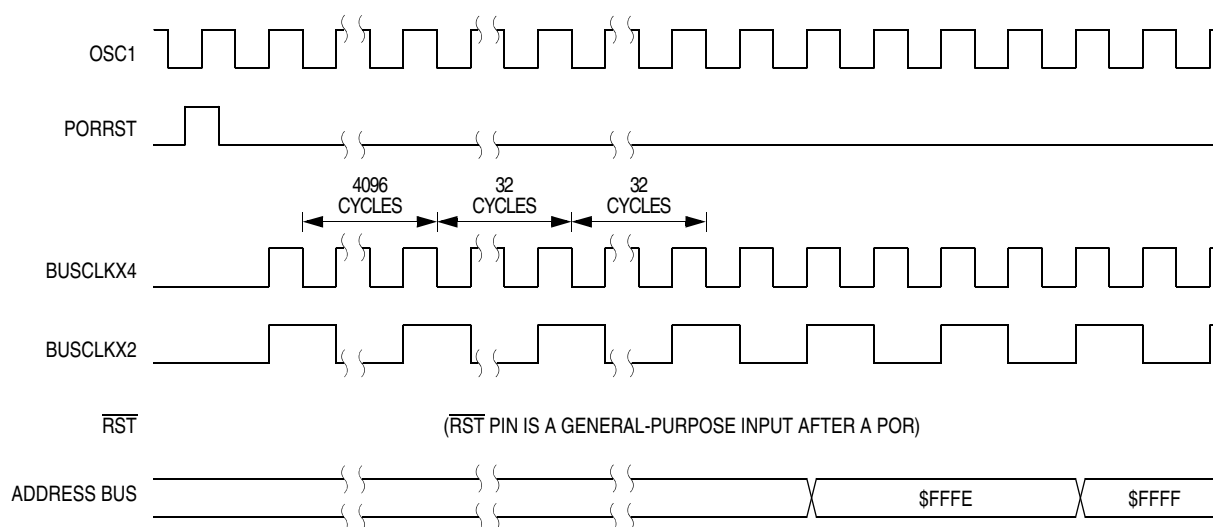 OSC1
PORRST
4096
CYCLES
32
CYCLES
32
CYCLES
BUSCLKX4
BUSCLKX2
RST
(RST PIN IS A GENERAL-PURPOSE INPUT AFTER A POR)
ADDRESS BUS
$FFFE
$FFFF